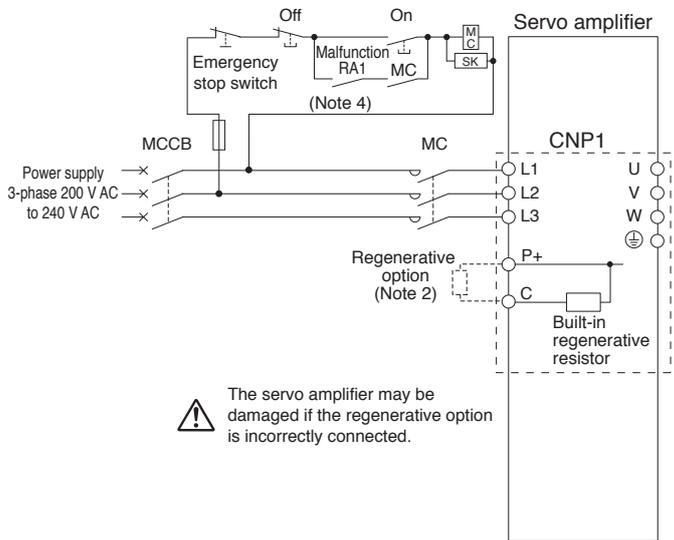 Off
On
Servo amplifier
M
C
SK
Emergency
stop switch
Malfunction
RA1
MC
(Note 4)
MCCB
MC
CNP1
Power supply
3-phase 200 V AC
to 240 V AC
L1
L2
L3
U
V
W
Regenerative
option
(Note 2)
P+
C
Built-in
regenerative
resistor
The servo amplifier may be
damaged if the regenerative option
is incorrectly connected.